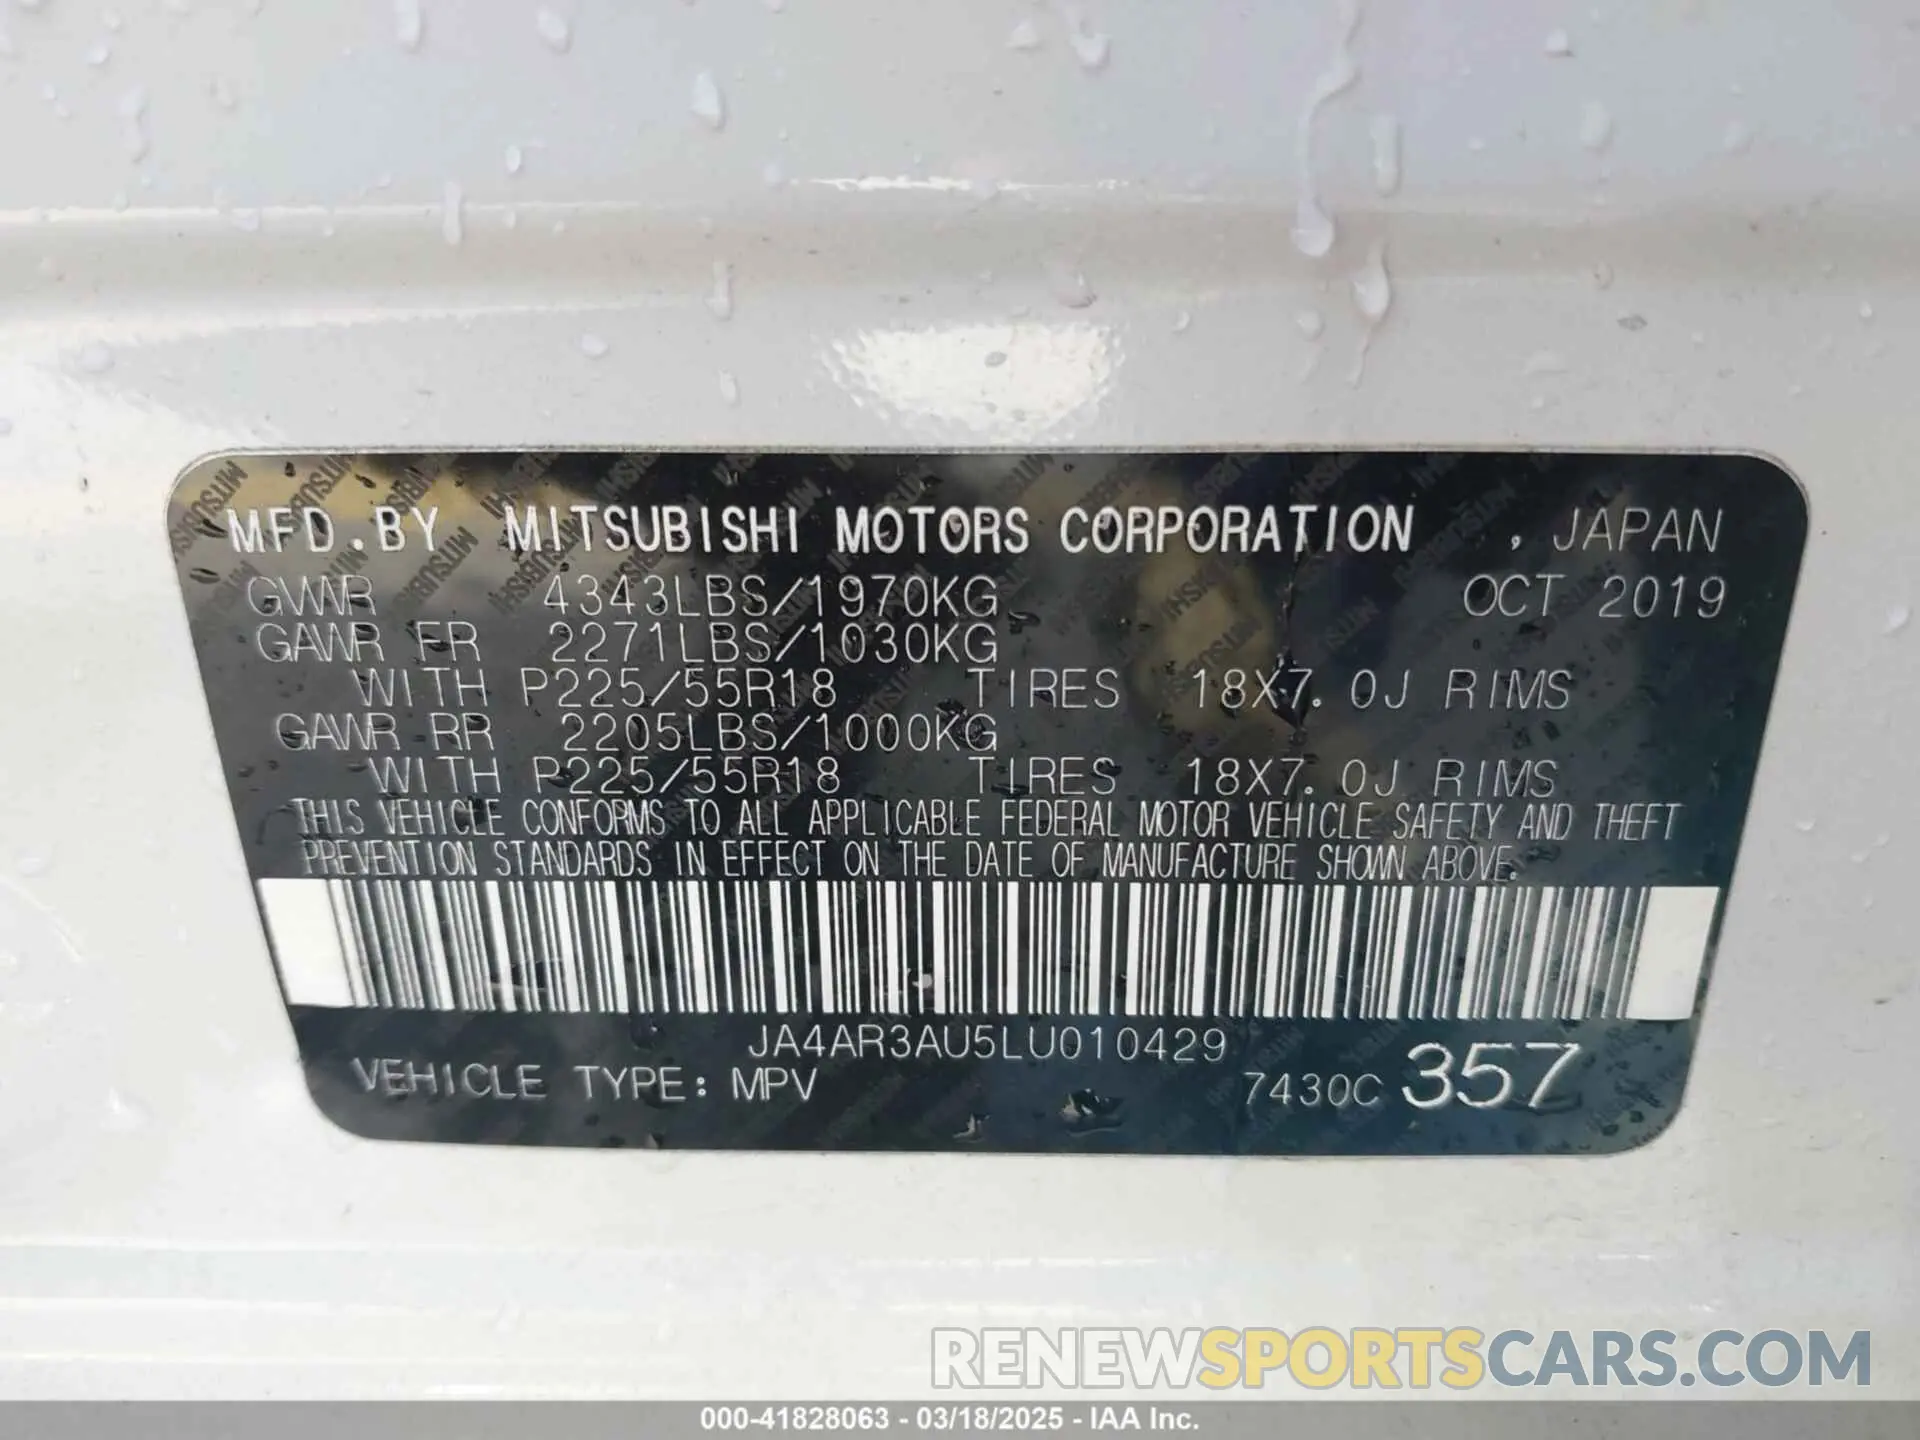 MFD.BY MITSUBISHI MOTORS CORPORATION , JAPAN
GVWR 4343LBS/1970KG OCT 2019
GAWR FR 2271LBS/1030KG
WITH P225/55R18 TIRES 18X7.0J RIMS
GAWR RR 2205LBS/1000KG
WITH P225/55R18 TIRES 18X7.0J RIMS
THIS VEHICLE CONFORMS TO ALL APPLICABLE FEDERAL MOTOR VEHICLE SAFETY AND THEFT
PREVENTION STANDARDS IN EFFECT ON THE DATE OF MANUFACTURE SHOWN ABOVE.
JA4AR3AU5LU010429
VEHICLE TYPE: MPV 7430C 357
RENEWSPORTSCARS.COM
000-41828063 - 03/18/2025 - IAA Inc.